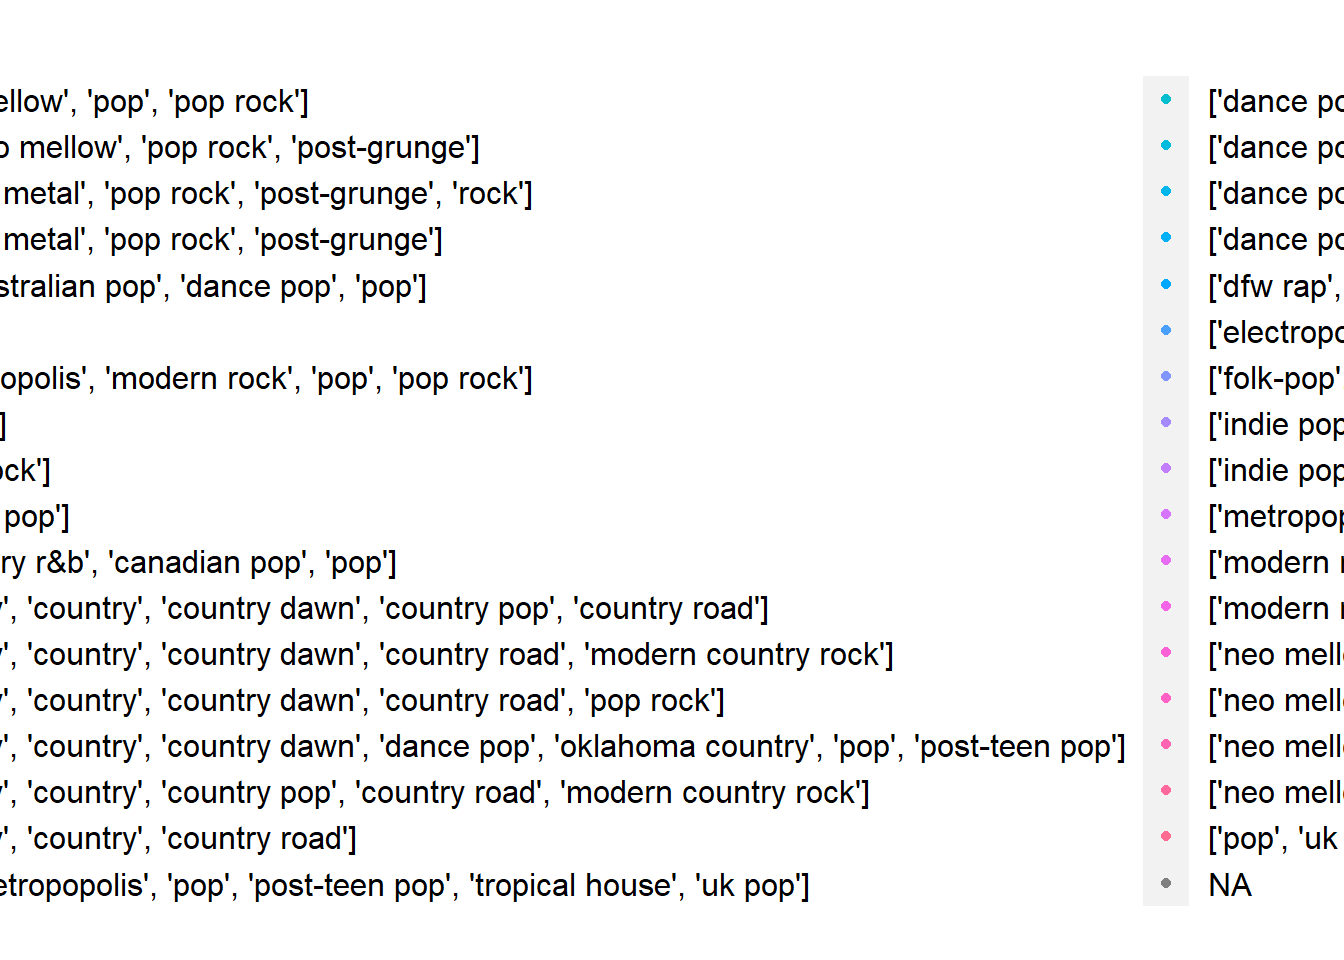 ellow', 'pop', 'pop rock']
o mellow', 'pop rock', 'post-grunge']
metal', 'pop rock', 'post-grunge', 'rock']
metal', 'pop rock', 'post-grunge']
stralian pop', 'dance pop', 'pop']
opolis', 'modern rock', 'pop', 'pop rock']
']
ock']
pop']
ry r&b', 'canadian pop', 'pop']
y', 'country', 'country dawn', 'country pop', 'country road']
y', 'country', 'country dawn', 'country road', 'modern country rock']
y', 'country', 'country dawn', 'country road', 'pop rock']
y', 'country', 'country dawn', 'dance pop', 'oklahoma country', 'pop', 'post-teen pop']
y', 'country', 'country pop', 'country road', 'modern country rock']
y', 'country', 'country road']
etropopolis', 'pop', 'post-teen pop', 'tropical house', 'uk pop']
['dance po
['dance po
['dance po
['dance po
['dfw rap',
['electropo
['folk-pop'
['indie pop
['indie pop
['metropop
['modern r
['modern r
['neo mello
['neo mello
['neo mello
['neo mello
['pop', 'uk
NA